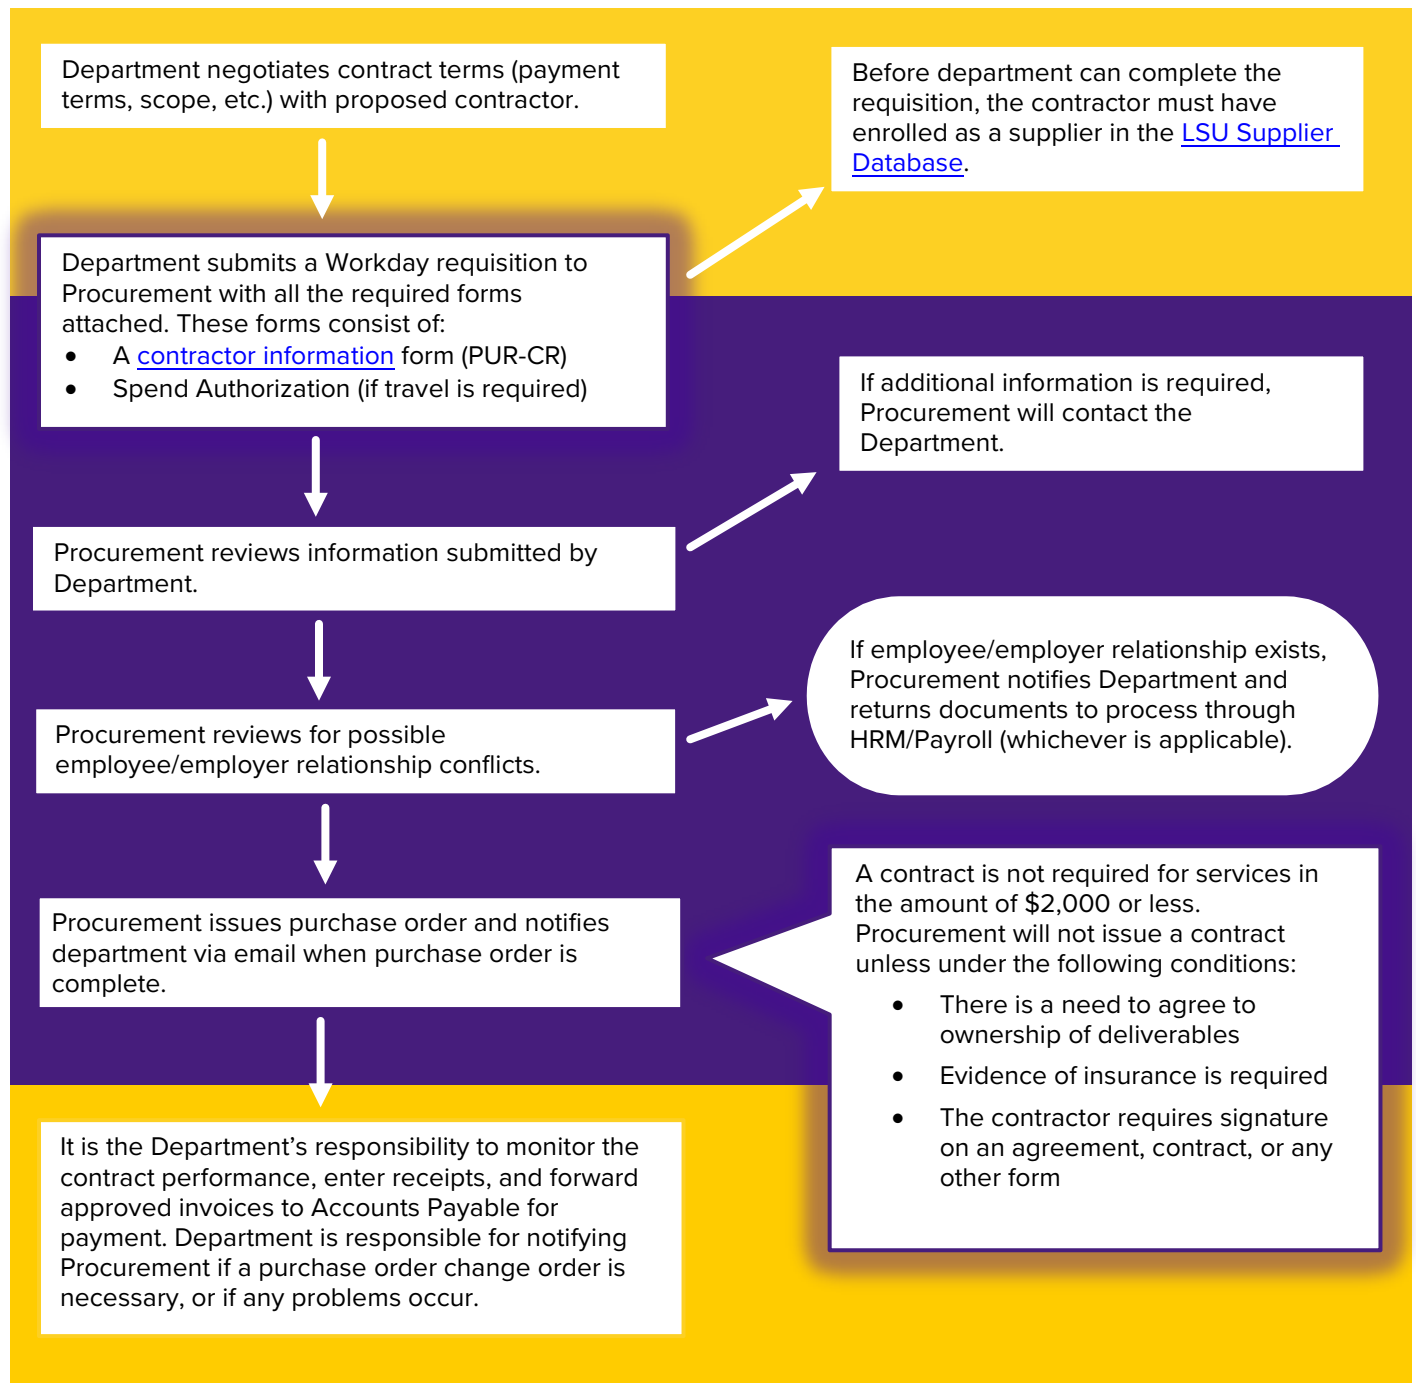 Department negotiates contract terms (payment
terms, scope, etc.) with proposed contractor.
Before department can complete the
requisition, the contractor must have
enrolled as a supplier in the LSU Supplier
Database.
Department submits a Workday requisition to
Procurement with all the required forms
attached. These forms consist of:
• A contractor information form (PUR-CR)
• Spend Authorization (if travel is required)
If additional information is required,
Procurement will contact the
Department.
Procurement reviews information submitted by
Department.
If employee/employer relationship exists,
Procurement notifies Department and
returns documents to process through
HRM/Payroll (whichever is applicable).
Procurement reviews for possible
employee/employer relationship conflicts.
Procurement issues purchase order and notifies
department via email when purchase order is
complete.
A contract is not required for services in
the amount of $2,000 or less.
Procurement will not issue a contract
unless under the following conditions:
• There is a need to agree to
ownership of deliverables
• Evidence of insurance is required
• The contractor requires signature
on an agreement, contract, or any
other form
It is the Department’s responsibility to monitor the
contract performance, enter receipts, and forward
approved invoices to Accounts Payable for
payment. Department is responsible for notifying
Procurement if a purchase order change order is
necessary, or if any problems occur.